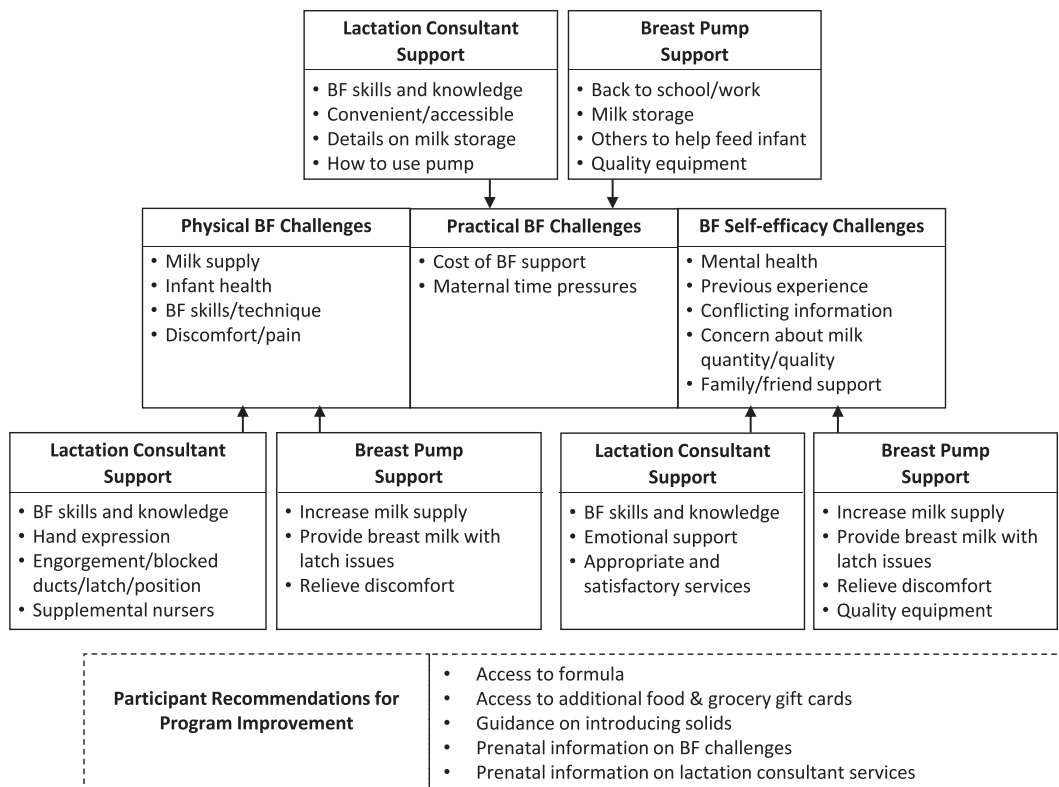 Lactation Consultant
Support
• BF skills and knowledge
• Convenient/accessible
• Details on milk storage
• How to use pump
Breast Pump
Support
• Back to school/work
• Milk storage
• Others to help feed infant
• Quality equipment
Physical BF Challenges
• Milk supply
• Infant health
• BF skills/technique
• Discomfort/pain
Practical BF Challenges
• Cost of BF support
• Maternal time pressures
BF Self-efficacy Challenges
• Mental health
• Previous experience
• Conflicting information
• Concern about milk
quantity/quality
• Family/friend support
Lactation Consultant
Support
• BF skills and knowledge
• Hand expression
• Engorgement/blocked
ducts/latch/position
• Supplemental nursers
Breast Pump
Support
• Increase milk supply
• Provide breast milk with
latch issues
• Relieve discomfort
Lactation Consultant
Support
• BF skills and knowledge
• Emotional support
• Appropriate and
satisfactory services
Breast Pump
Support
• Increase milk supply
• Provide breast milk with
latch issues
• Relieve discomfort
• Quality equipment
Participant Recommendations for
Program Improvement
• Access to formula
• Access to additional food & grocery gift cards
• Guidance on introducing solids
• Prenatal information on BF challenges
• Prenatal information on lactation consultant services